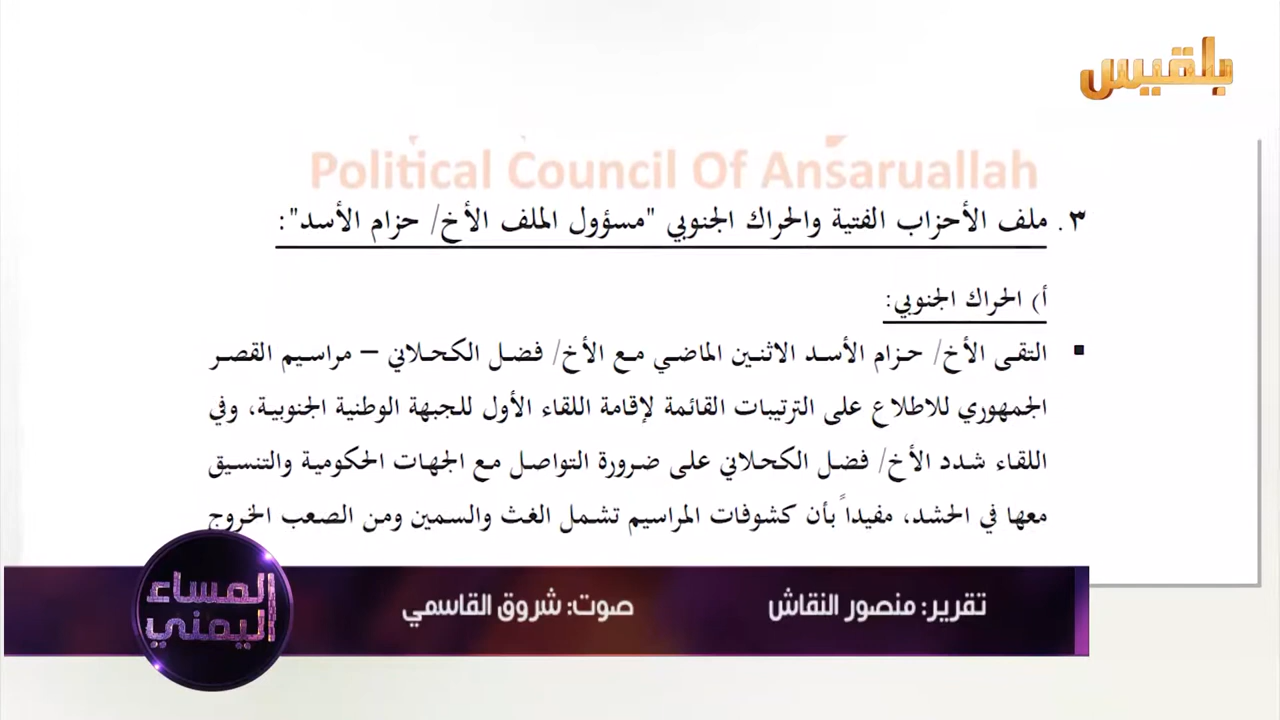 بلقيس
Political Council Of Ansaruallah
٣. ملف الأحزاب الفتية والحراك الجنوبي "مسؤول الملف الأخ/ حزام الأسد":
أ) الحراك الجنوبي:
▪ التقى الأخ/ حزام الأسد الاثنين الماضي مع الأخ/ فضل الكحلاني – مراسيم القصر
الجمهوري للاطلاع على الترتيبات القائمة لإقامة اللقاء الأول للجبهة الوطنية الجنوبية، وفي
اللقاء شدد الأخ/ فضل الكحلاني على ضرورة التواصل مع الجهات الحكومية والتنسيق
معها في الحشد، مفيداً بأن كشوفات المراسيم تشمل الغث والسمين ومن الصعب الخروج
تقرير: منصور النقاش
صوت: شروق القاسمي
المساء
اليمني